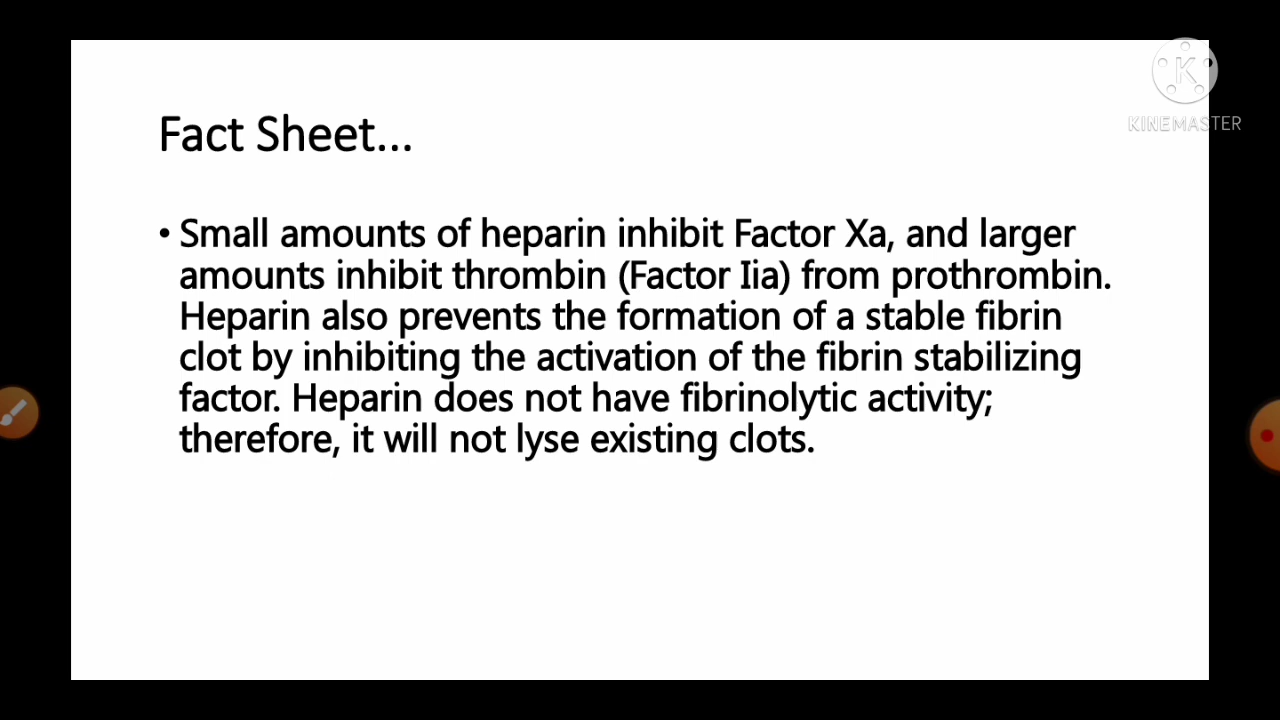 Fact Sheet...
K
KINEMASTER
• Small amounts of heparin inhibit Factor Xa, and larger
amounts inhibit thrombin (Factor Iia) from prothrombin.
Heparin also prevents the formation of a stable fibrin
clot by inhibiting the activation of the fibrin stabilizing
factor. Heparin does not have fibrinolytic activity;
therefore, it will not lyse existing clots.